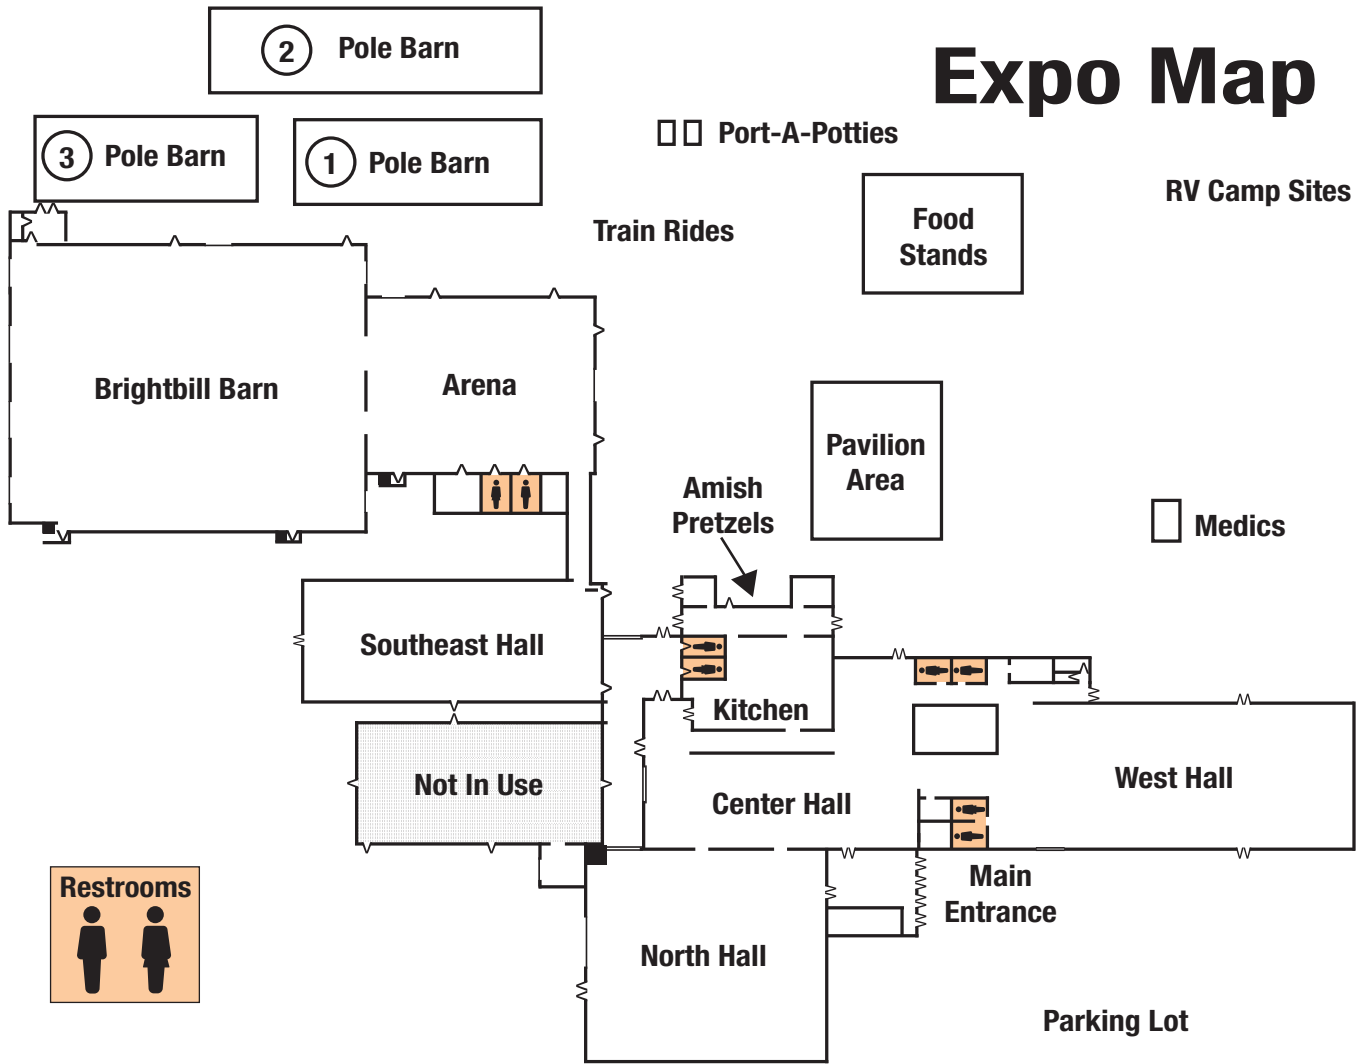 Expo Map
2 Pole Barn
3 Pole Barn
1 Pole Barn
Port-A-Potties
RV Camp Sites
Train Rides
Food
Stands
Brightbill Barn
Arena
Pavilion
Area
Amish
Pretzels
Medics
Southeast Hall
Kitchen
Not In Use
Center Hall
West Hall
Restrooms
Main
Entrance
North Hall
Parking Lot